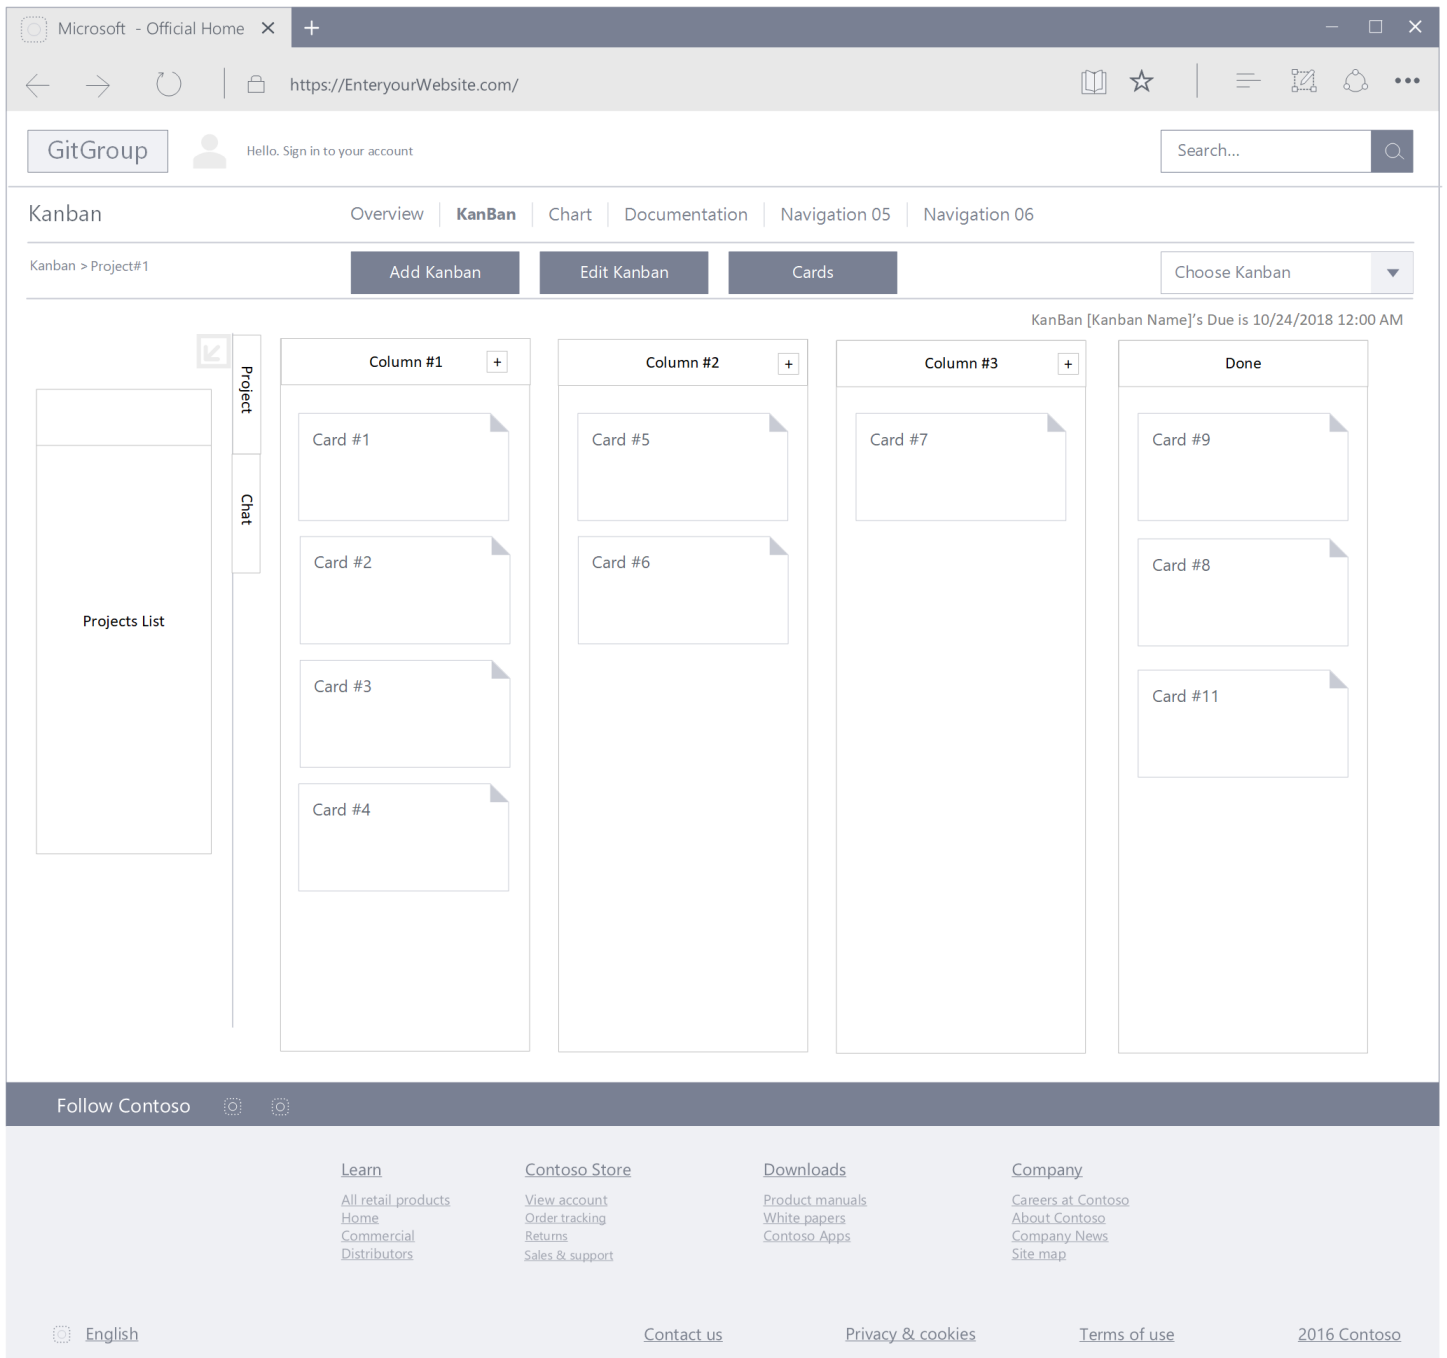 Microsoft - Official Home
https://EnteryourWebsite.com/
GitGroup
Hello. Sign in to your account
Search...
Kanban
Overview
KanBan
Chart
Documentation
Navigation 05
Navigation 06
Kanban > Project#1
Add Kanban
Edit Kanban
Cards
Choose Kanban
KanBan [Kanban Name]'s Due is 10/24/2018 12:00 AM
Project
Chat
Projects List
Column #1
+
Card #1
Card #2
Card #3
Card #4
Column #2
+
Card #5
Card #6
Column #3
+
Card #7
Done
Card #9
Card #8
Card #11
Follow Contoso
Learn
All retail products
Home
Commercial
Distributors
Contoso Store
View account
Order tracking
Returns
Sales & support
Downloads
Product manuals
White papers
Contoso Apps
Company
Careers at Contoso
About Contoso
Company News
Site map
English
Contact us
Privacy & cookies
Terms of use
2016 Contoso